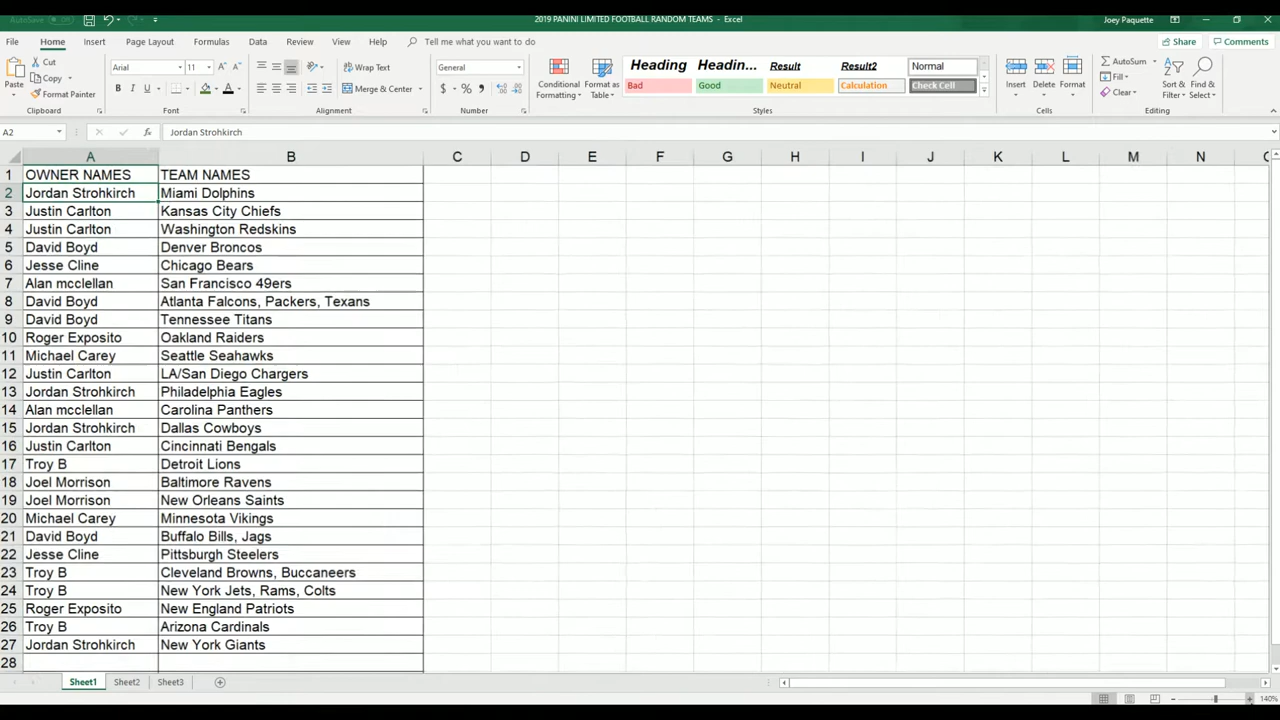 AutoSave Off 2019 PANINI LIMITED FOOTBALL RANDOM TEAMS - Excel Joey Paquette
File Home Insert Page Layout Formulas Data Review View Help Tell me what you want to do Share Comments
Paste Cut Copy Format Painter Clipboard
Arial 11 B I U Font
Wrap Text Merge & Center Alignment
General $ % , Number
Conditional Formatting Format as Table
Heading Headin... Result Result2 Normal
Bad Good Neutral Calculation Check Cell Styles
Insert Delete Format Cells
AutoSum Fill Clear Sort & Filter Find & Select Editing
A2 fx Jordan Strohkirch
A B C D E F G H I J K L M N O
1 OWNER NAMES TEAM NAMES
2 Jordan Strohkirch Miami Dolphins
3 Justin Carlton Kansas City Chiefs
4 Justin Carlton Washington Redskins
5 David Boyd Denver Broncos
6 Jesse Cline Chicago Bears
7 Alan mcclellan San Francisco 49ers
8 David Boyd Atlanta Falcons, Packers, Texans
9 David Boyd Tennessee Titans
10 Roger Exposito Oakland Raiders
11 Michael Carey Seattle Seahawks
12 Justin Carlton LA/San Diego Chargers
13 Jordan Strohkirch Philadelphia Eagles
14 Alan mcclellan Carolina Panthers
15 Jordan Strohkirch Dallas Cowboys
16 Justin Carlton Cincinnati Bengals
17 Troy B Detroit Lions
18 Joel Morrison Baltimore Ravens
19 Joel Morrison New Orleans Saints
20 Michael Carey Minnesota Vikings
21 David Boyd Buffalo Bills, Jags
22 Jesse Cline Pittsburgh Steelers
23 Troy B Cleveland Browns, Buccaneers
24 Troy B New York Jets, Rams, Colts
25 Roger Exposito New England Patriots
26 Troy B Arizona Cardinals
27 Jordan Strohkirch New York Giants
28
Sheet1 Sheet2 Sheet3
140%